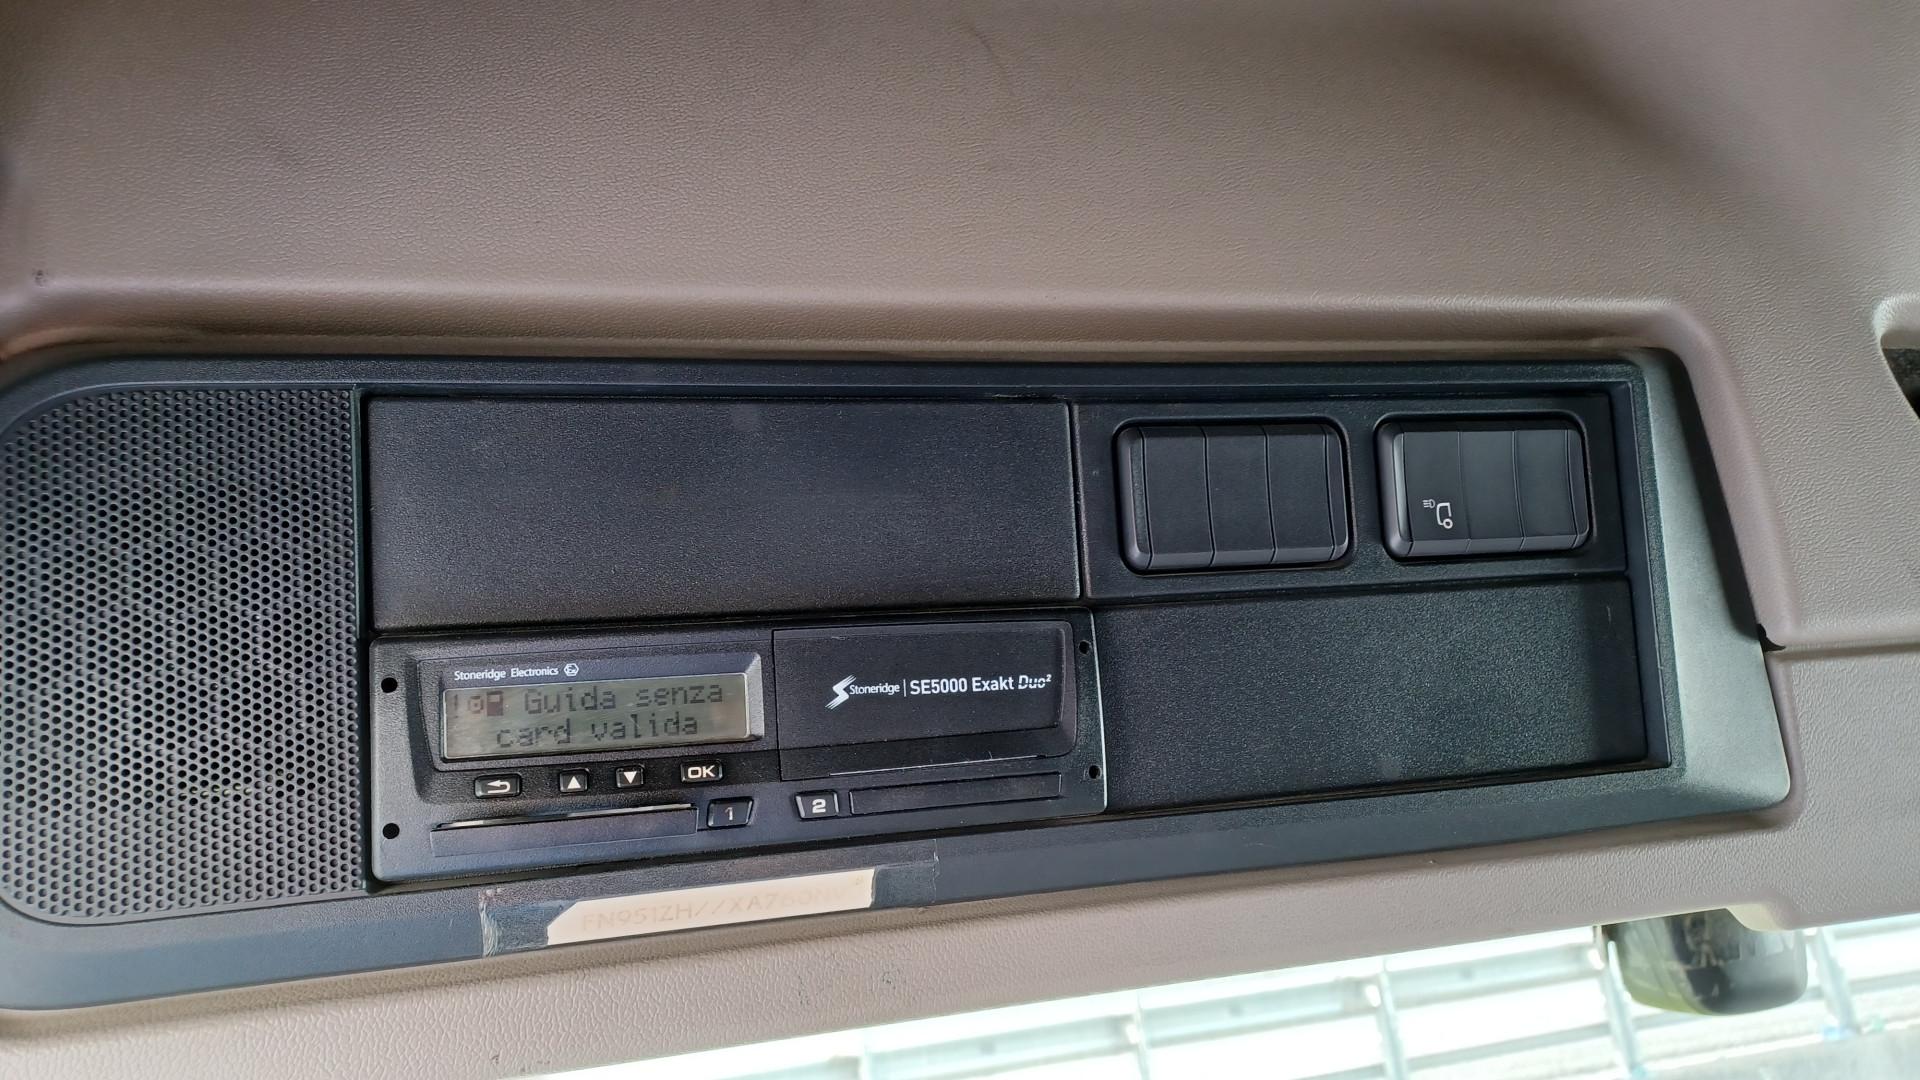 Stoneridge Electronics
Guida senza
card valida
OK
1
2
Stoneridge | SE5000 Exakt Duo²